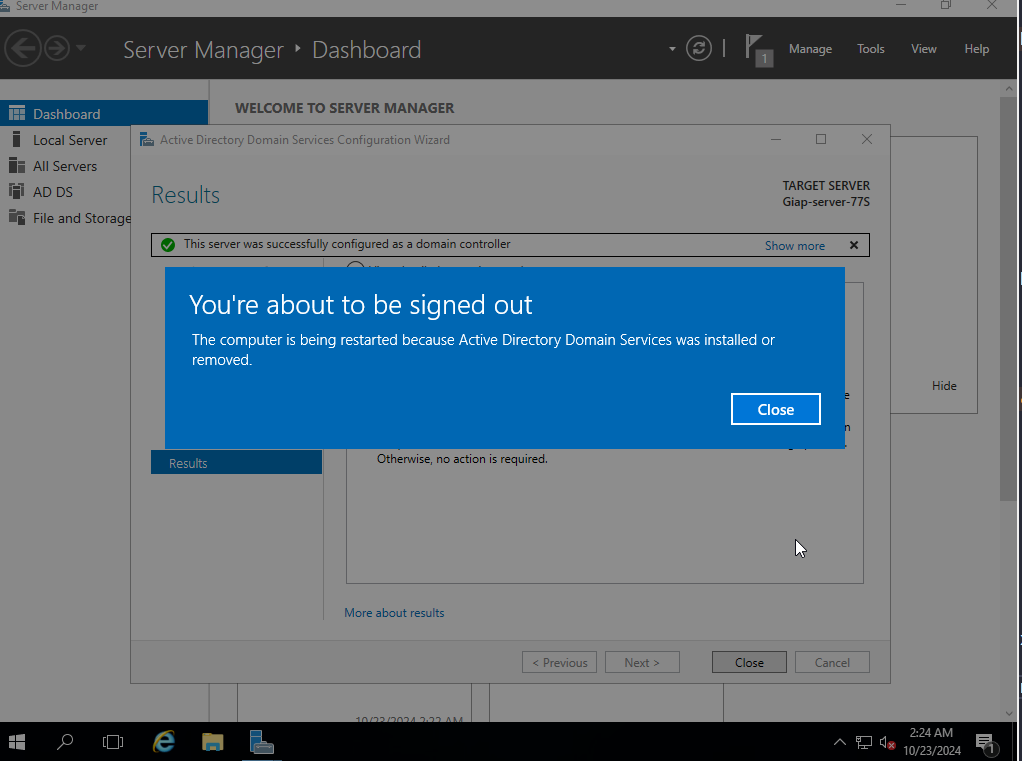 Server Manager
Server Manager ‣ Dashboard
Manage Tools View Help
1
Dashboard
Local Server
All Servers
AD DS
File and Storage
WELCOME TO SERVER MANAGER
Active Directory Domain Services Configuration Wizard
Results
TARGET SERVER
Giap-server-77S
This server was successfully configured as a domain controller
Show more
You're about to be signed out
The computer is being restarted because Active Directory Domain Services was installed or
removed.
Close
Hide
Results
Otherwise, no action is required.
More about results
< Previous Next > Close Cancel
10/23/2024 2:22 AM
2:24 AM
10/23/2024
1